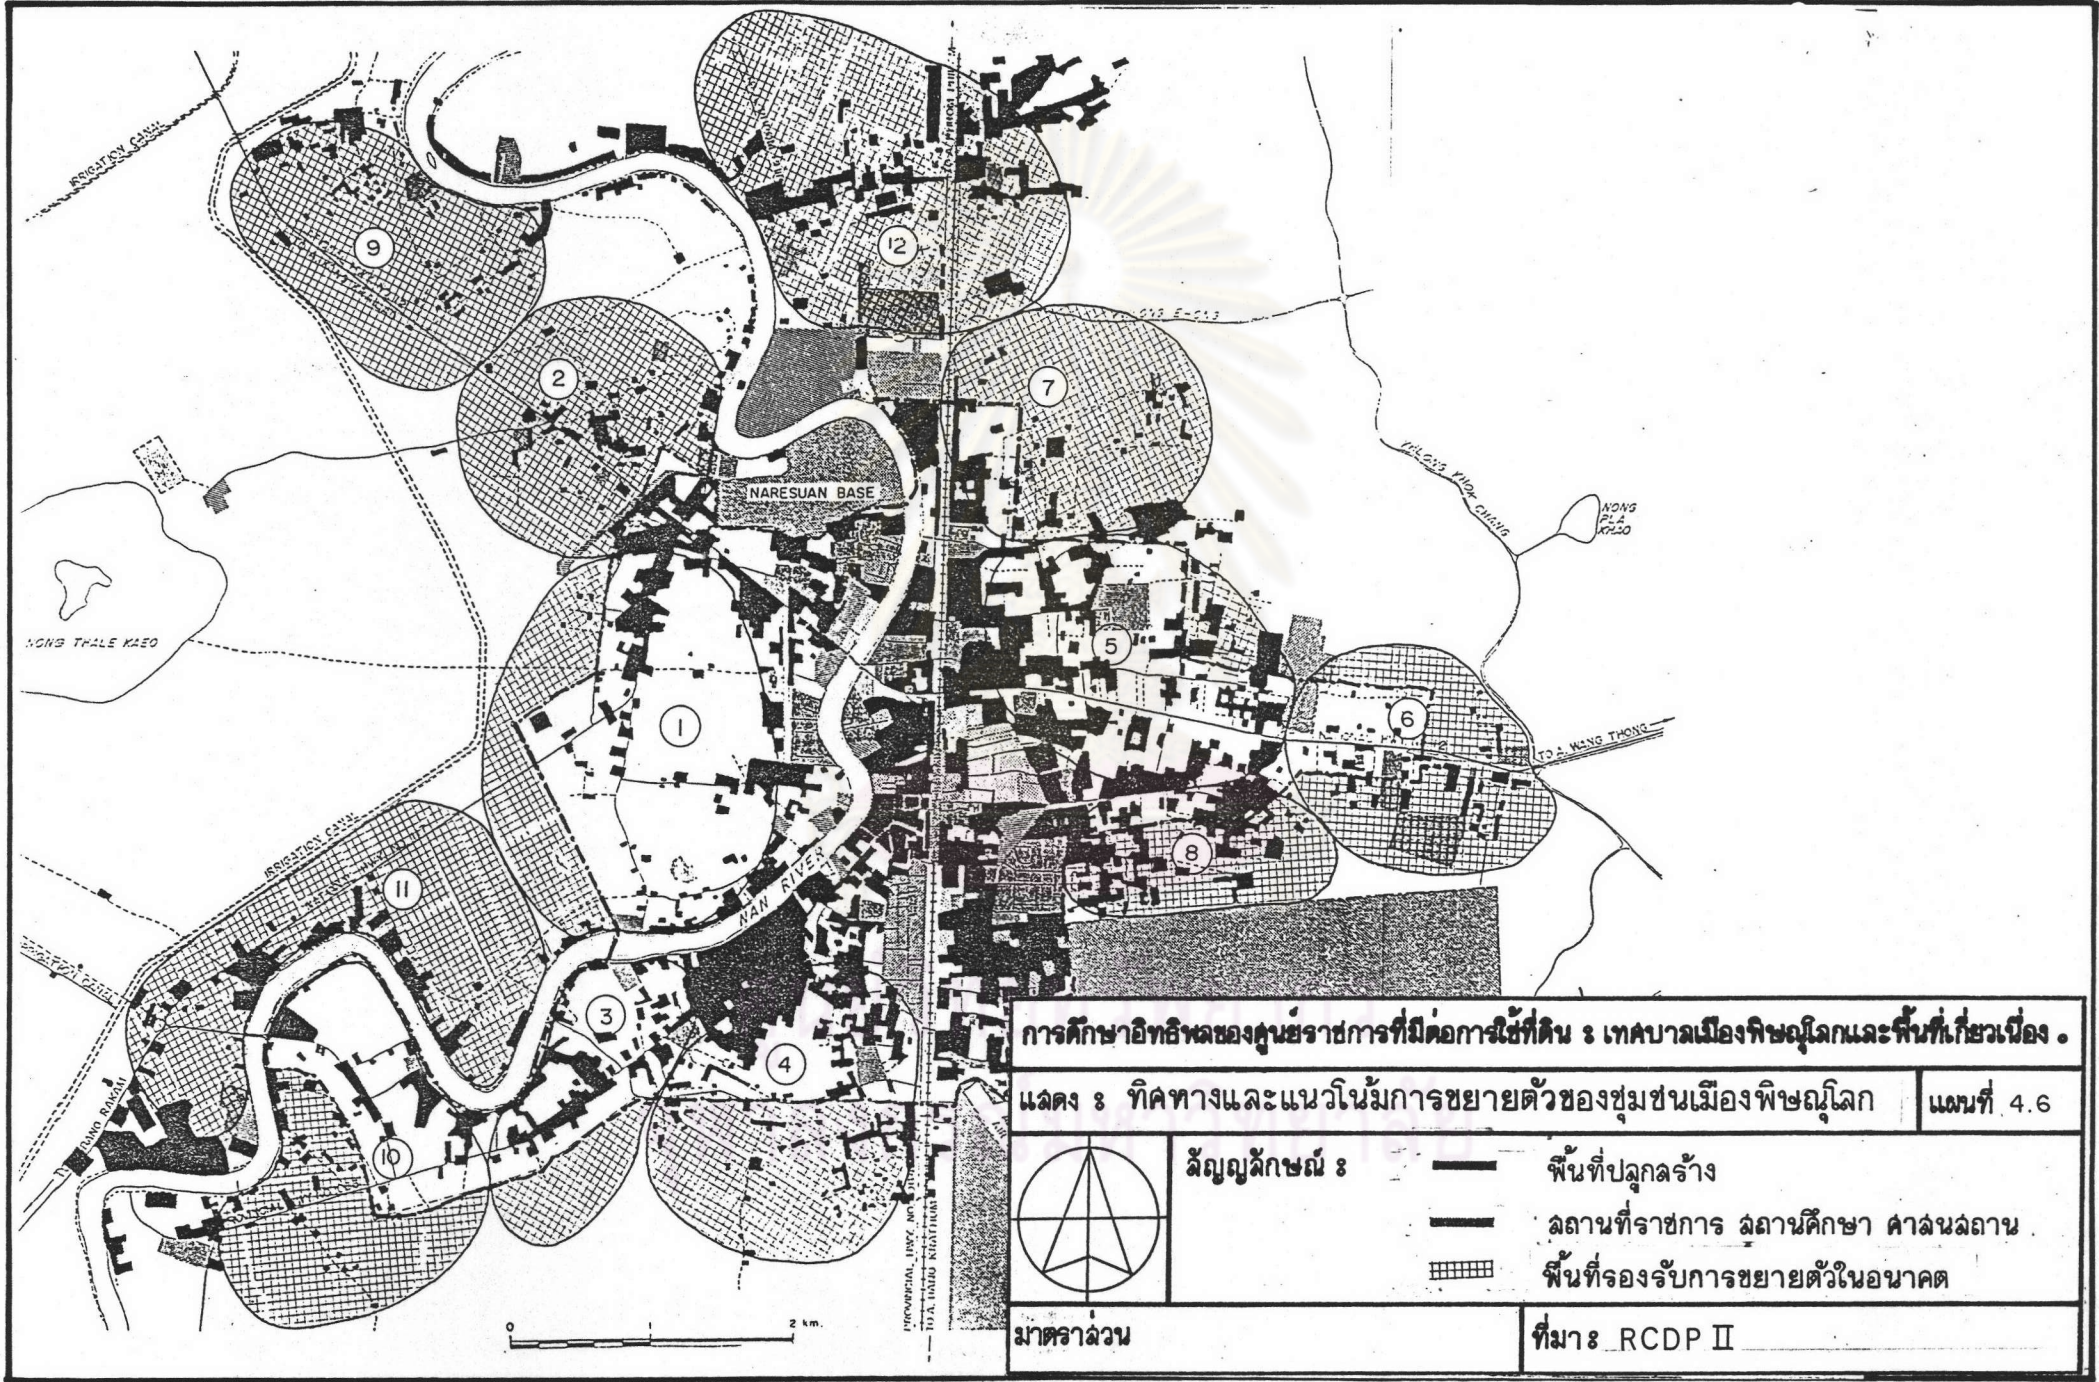 IRRIGATION CANAL
9
12
2
7
NARESUAN BASE
KHLONG KHOK CHANG
NONG
PLA
KHAO
NONG THALE KAEO
5
1
6
TO A. WANG THONG
IRRIGATION CANAL
8
11
NAN RIVER
3
4
10
0 1 2 km.
การศึกษาอิทธิพลของศูนย์ราชการที่มีต่อการใช้ที่ดิน : เทศบาลเมืองพิษณุโลกและพื้นที่เกี่ยวเนื่อง .
แสดง : ทิศทางและแนวโน้มการขยายตัวของชุมชนเมืองพิษณุโลก
แผนที่ 4.6
สัญญลักษณ์ :
พื้นที่ปลูกสร้าง
สถานที่ราชการ สถานศึกษา ศาสนสถาน
พื้นที่รองรับการขยายตัวในอนาคต
มาตราส่วน
ที่มา : RCDP II